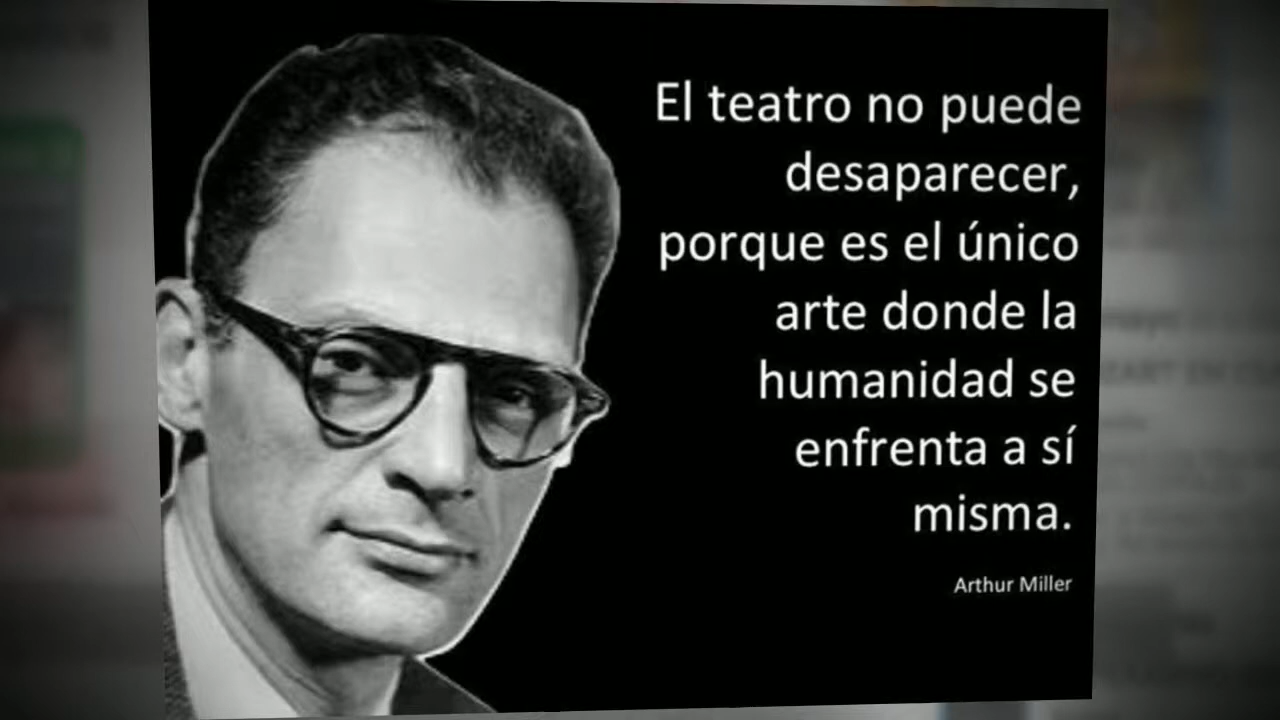 El teatro no puede
desaparecer,
porque es el único
arte donde la
humanidad se
enfrenta a sí
misma.
Arthur Miller